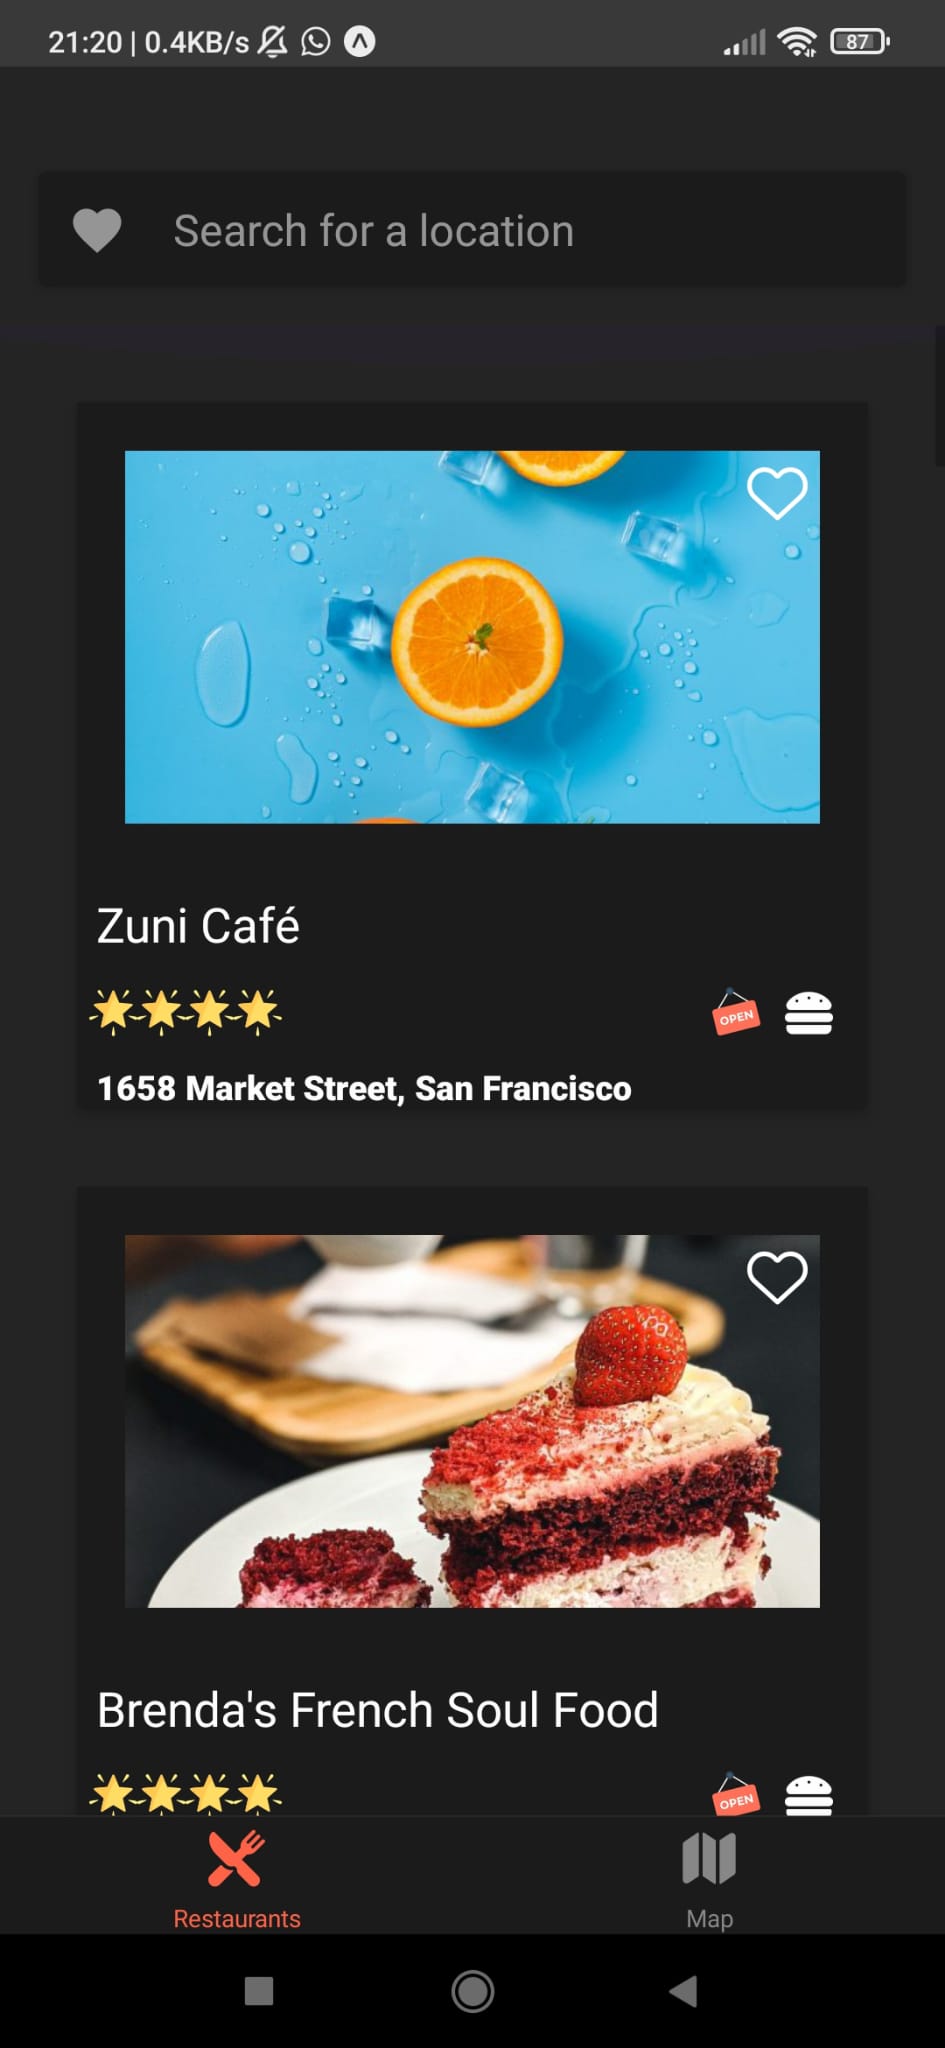 21:20 | 0.4KB/s
87
Search for a location
Zuni Café
OPEN
1658 Market Street, San Francisco
Brenda's French Soul Food
OPEN
Restaurants
Map